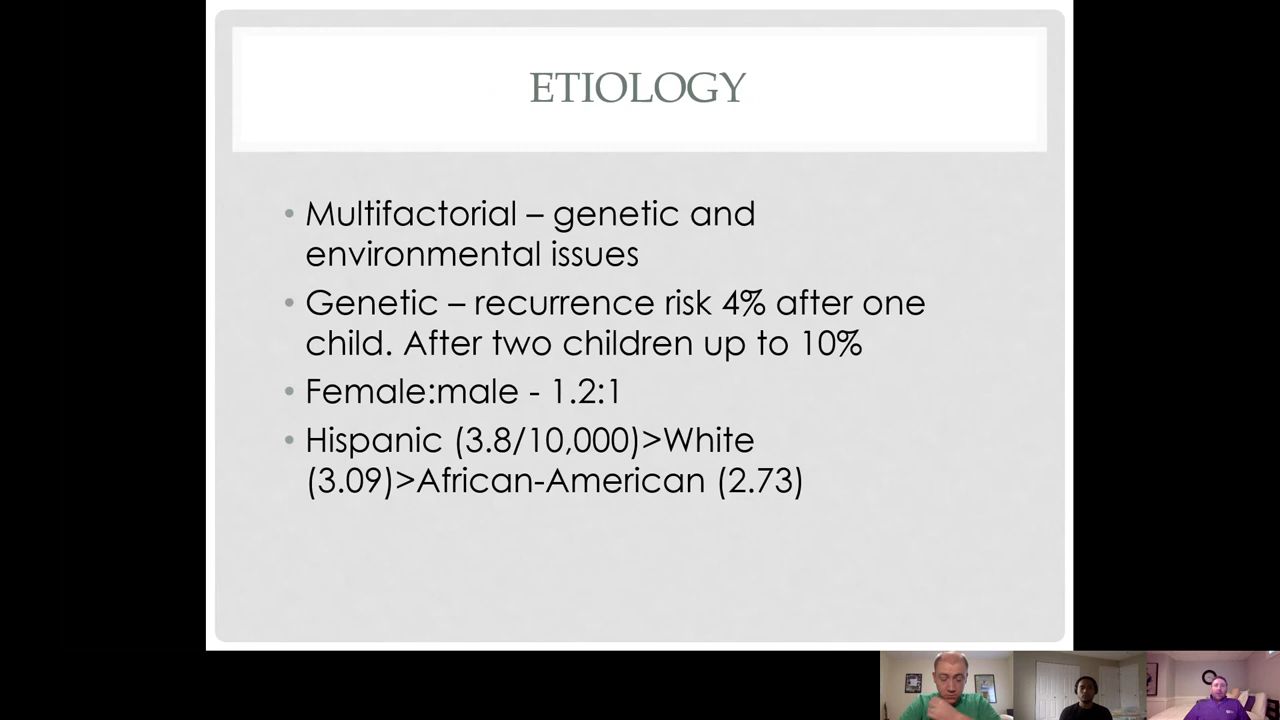 ETIOLOGY
• Multifactorial – genetic and
environmental issues
• Genetic – recurrence risk 4% after one
child. After two children up to 10%
• Female:male - 1.2:1
• Hispanic (3.8/10,000)>White
(3.09)>African-American (2.73)